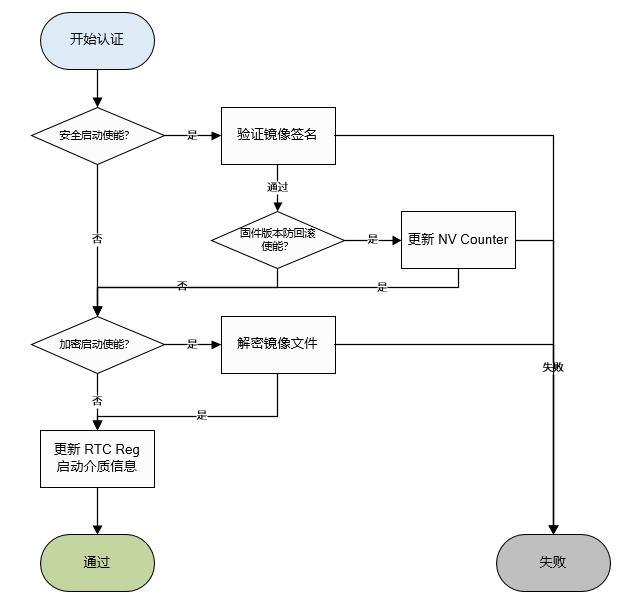 开始认证
安全启动使能?
是
验证镜像签名
通过
固件版本防回滚
使能?
是
更新 NV Counter
否
否
是
加密启动使能?
是
解密镜像文件
失败
否
是
更新 RTC Reg
启动介质信息
通过
失败